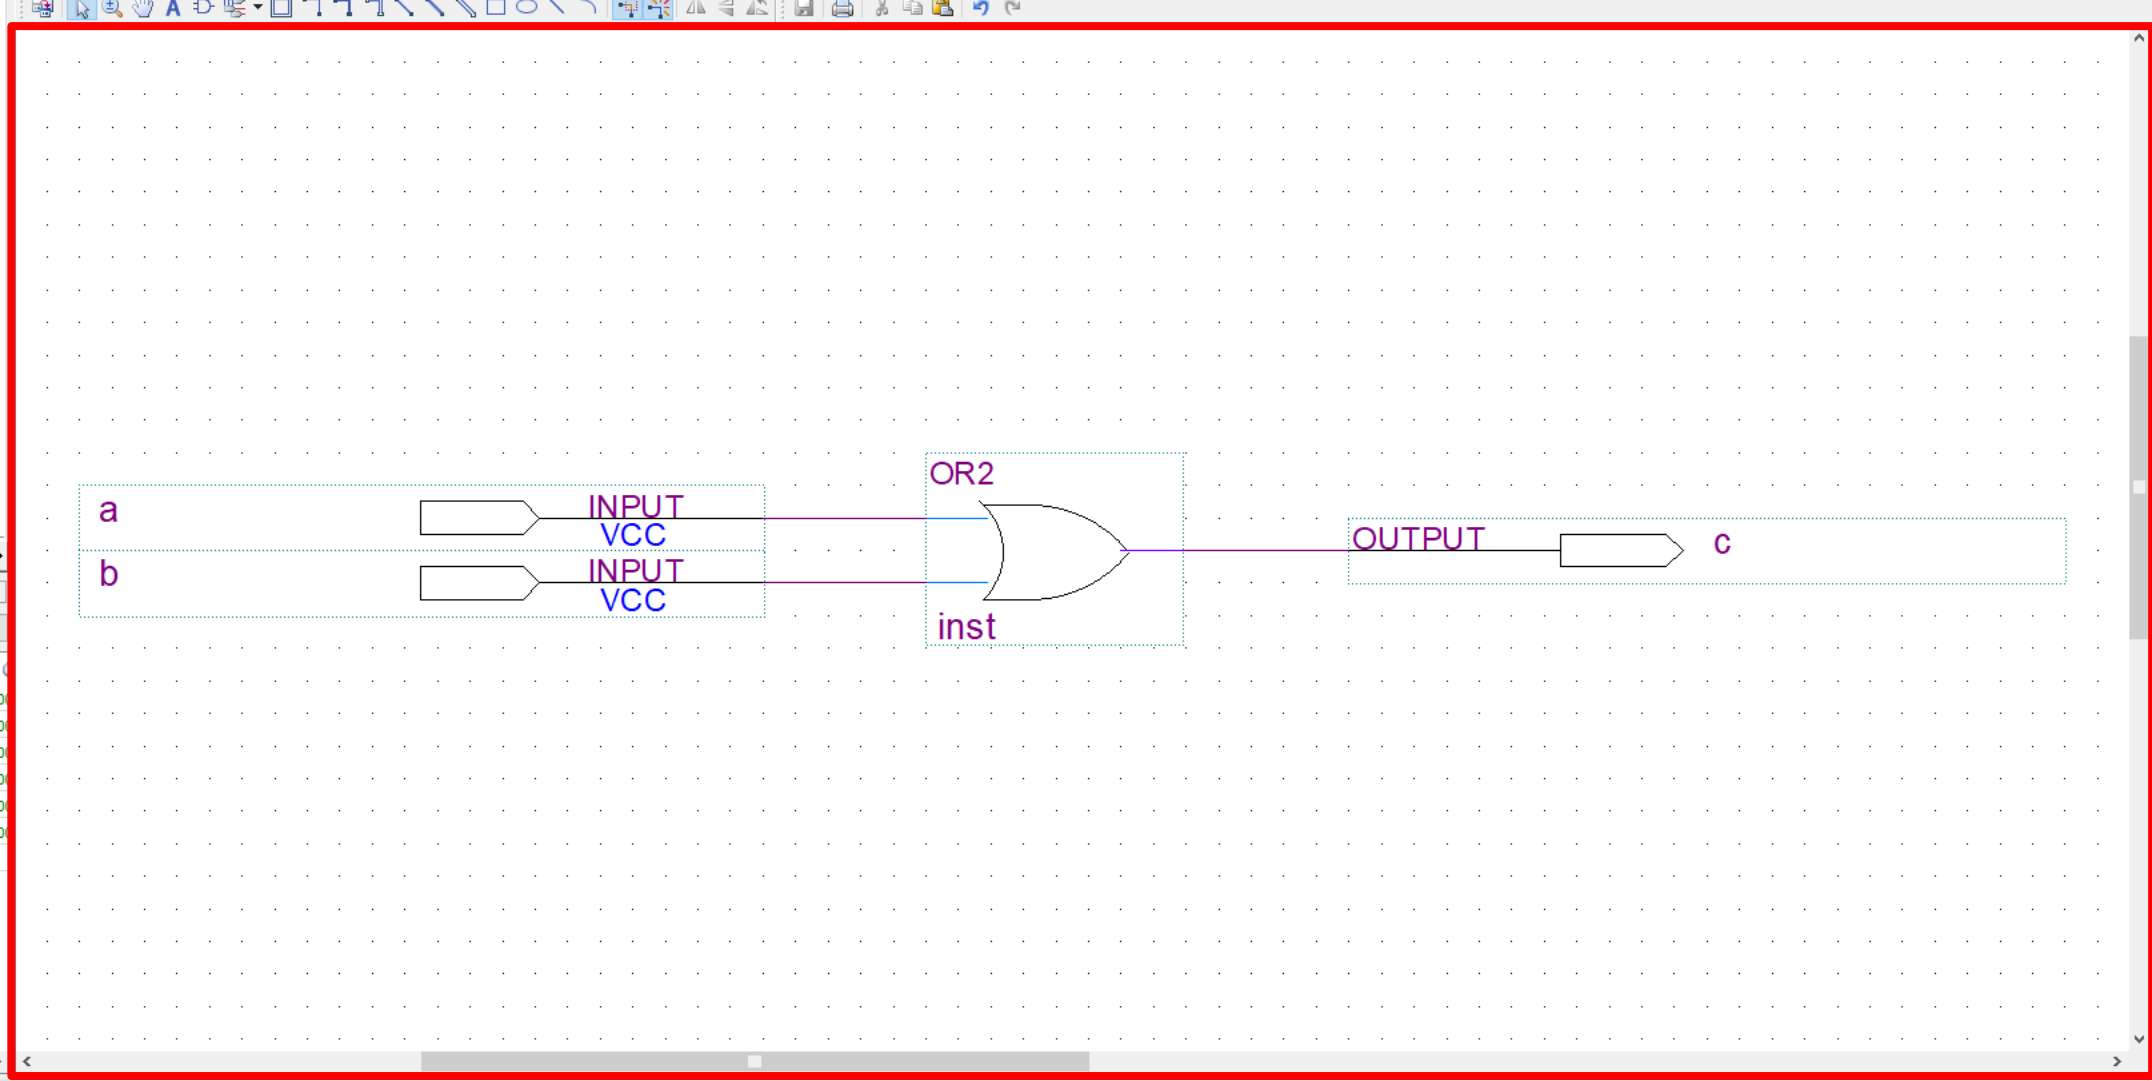 OR2
a
INPUT
VCC
b
INPUT
VCC
inst
OUTPUT
c